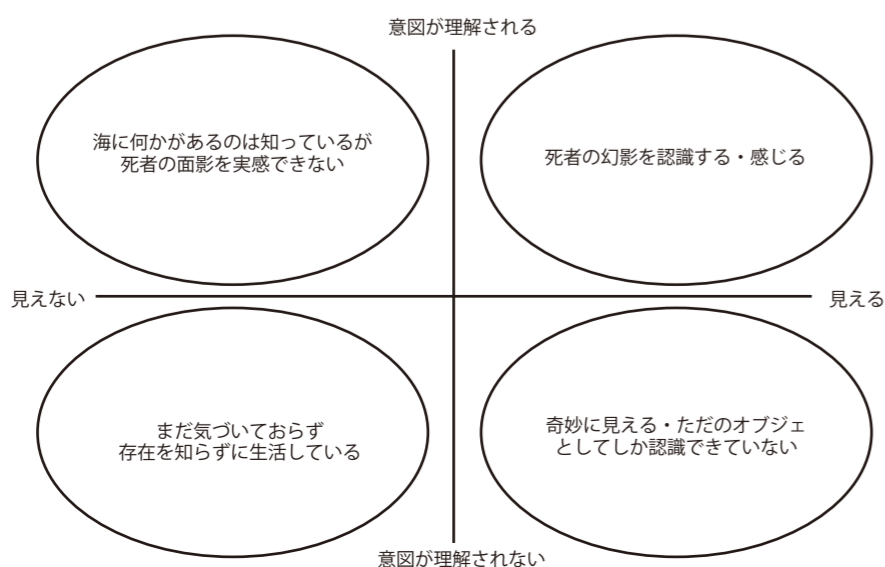 意図が理解される
海に何かがあるのは知っているが
死者の面影を実感できない
死者の幻影を認識する・感じる
見えない
見える
まだ気づいておらず
存在を知らずに生活している
奇妙に見える・ただのオブジェ
としてしか認識できていない
意図が理解されない